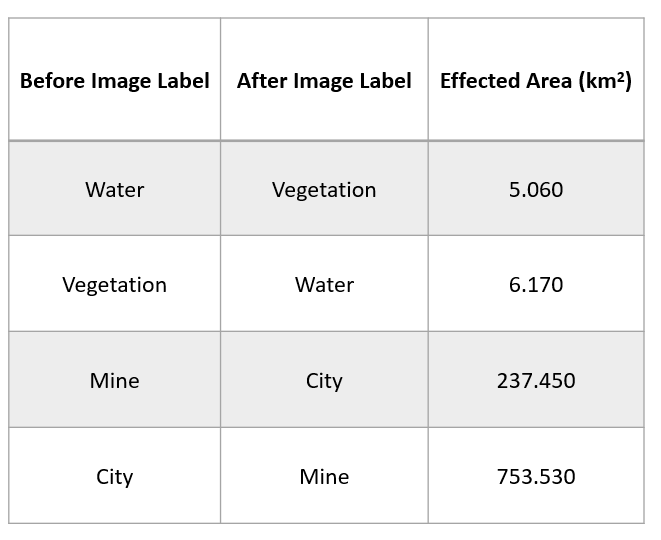 Before Image Label After Image Label Effected Area (km²)
Water Vegetation 5.060
Vegetation Water 6.170
Mine City 237.450
City Mine 753.530